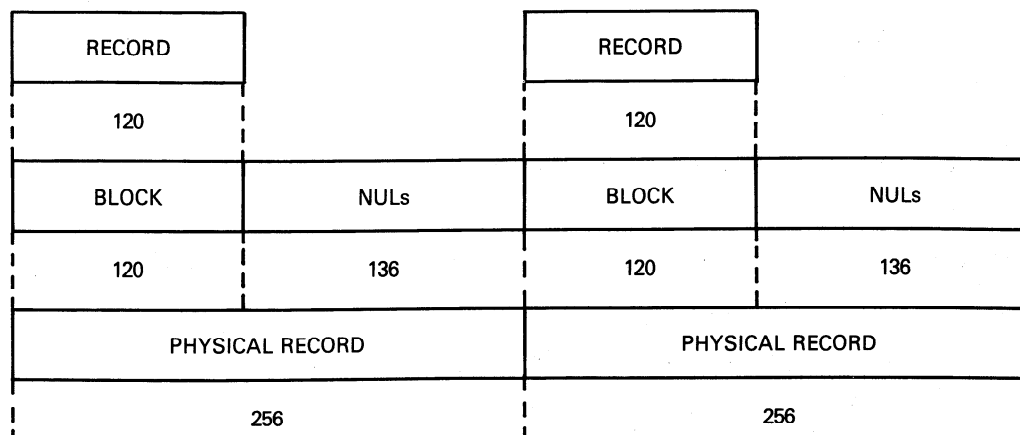 RECORD RECORD
120 120
BLOCK NULs BLOCK NULs
120 136 120 136
PHYSICAL RECORD PHYSICAL RECORD
256 256